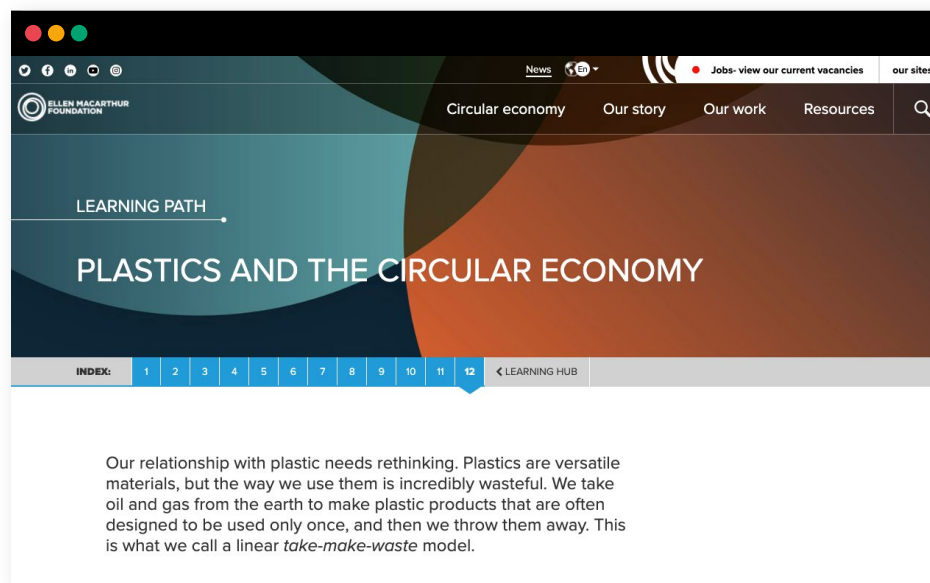 News En Jobs- view our current vacancies our sites
ELLEN MACARTHUR
FOUNDATION
Circular economy Our story Our work Resources
LEARNING PATH
PLASTICS AND THE CIRCULAR ECONOMY
INDEX: 1 2 3 4 5 6 7 8 9 10 11 12 LEARNING HUB
Our relationship with plastic needs rethinking. Plastics are versatile
materials, but the way we use them is incredibly wasteful. We take
oil and gas from the earth to make plastic products that are often
designed to be used only once, and then we throw them away. This
is what we call a linear take-make-waste model.